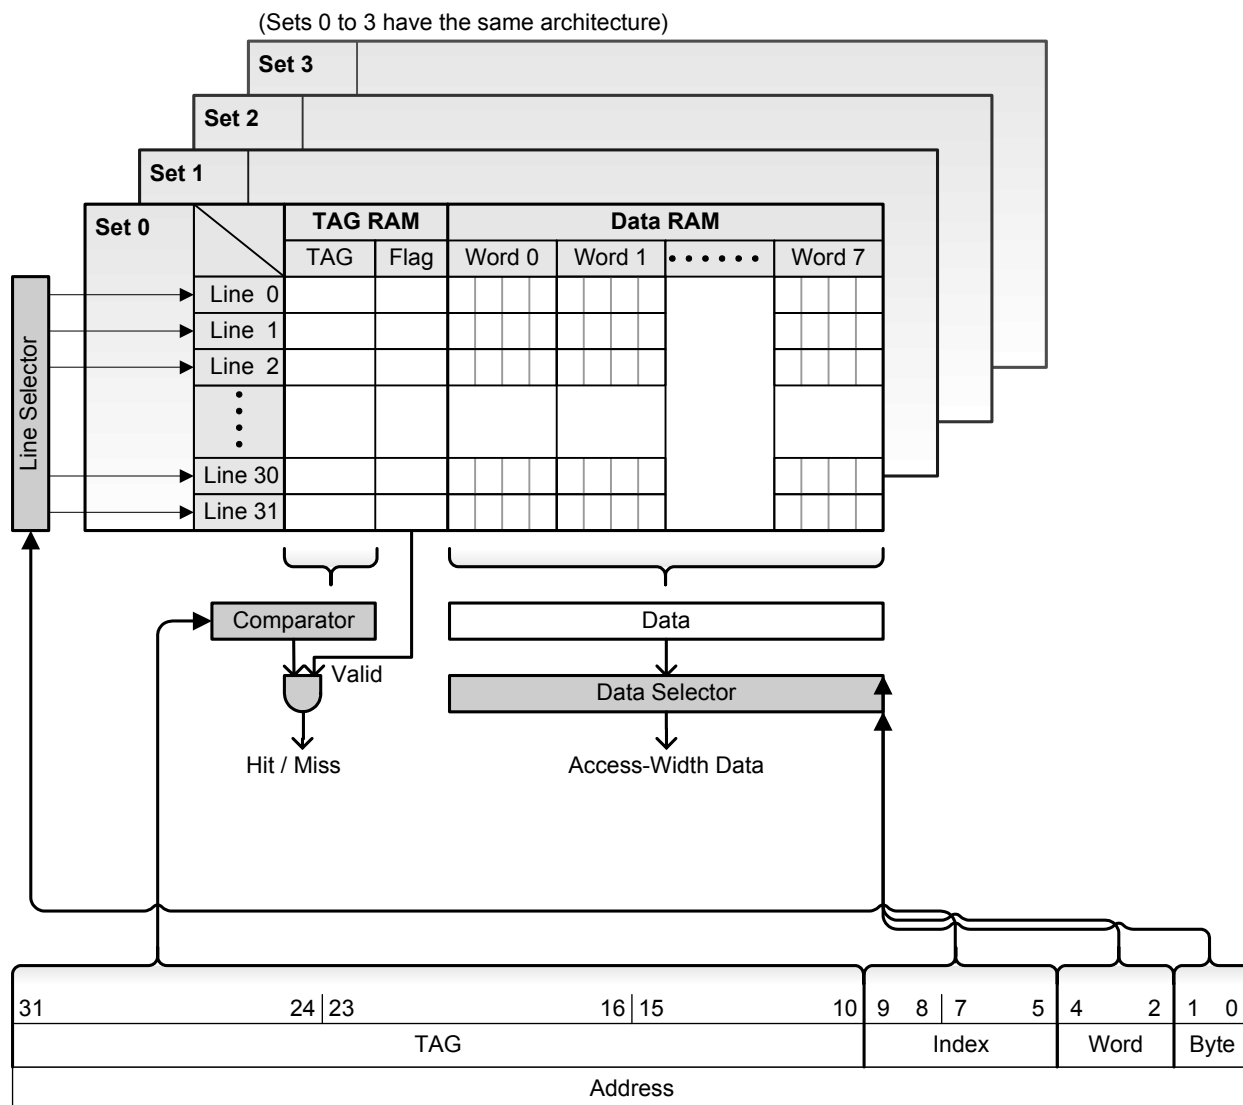 (Sets 0 to 3 have the same architecture)
Set 3
Set 2
Set 1
Set 0
TAG RAM
Data RAM
TAG
Flag
Word 0
Word 1
Word 7
Line Selector
Line 0
Line 1
Line 2
Line 30
Line 31
Comparator
Data
Valid
Data Selector
Hit / Miss
Access-Width Data
31 24 23 16 15 10 9 8 7 5 4 2 1 0
TAG
Index
Word
Byte
Address